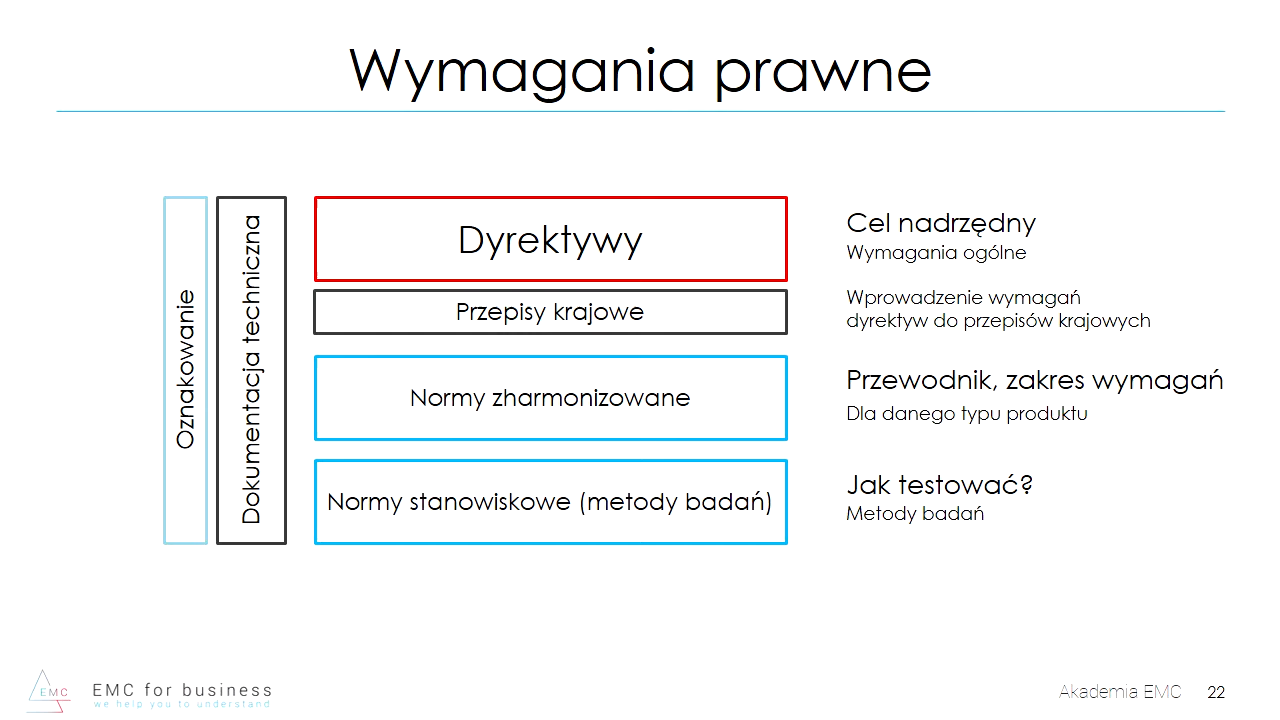 Wymagania prawne
Oznakowanie
Dokumentacja techniczna
Dyrektywy
Cel nadrzędny
Wymagania ogólne
Przepisy krajowe
Wprowadzenie wymagań
dyrektyw do przepisów krajowych
Normy zharmonizowane
Przewodnik, zakres wymagań
Dla danego typu produktu
Normy stanowiskowe (metody badań)
Jak testować?
Metody badań
EMC
EMC for business
we help you to understand
Akademia EMC 22